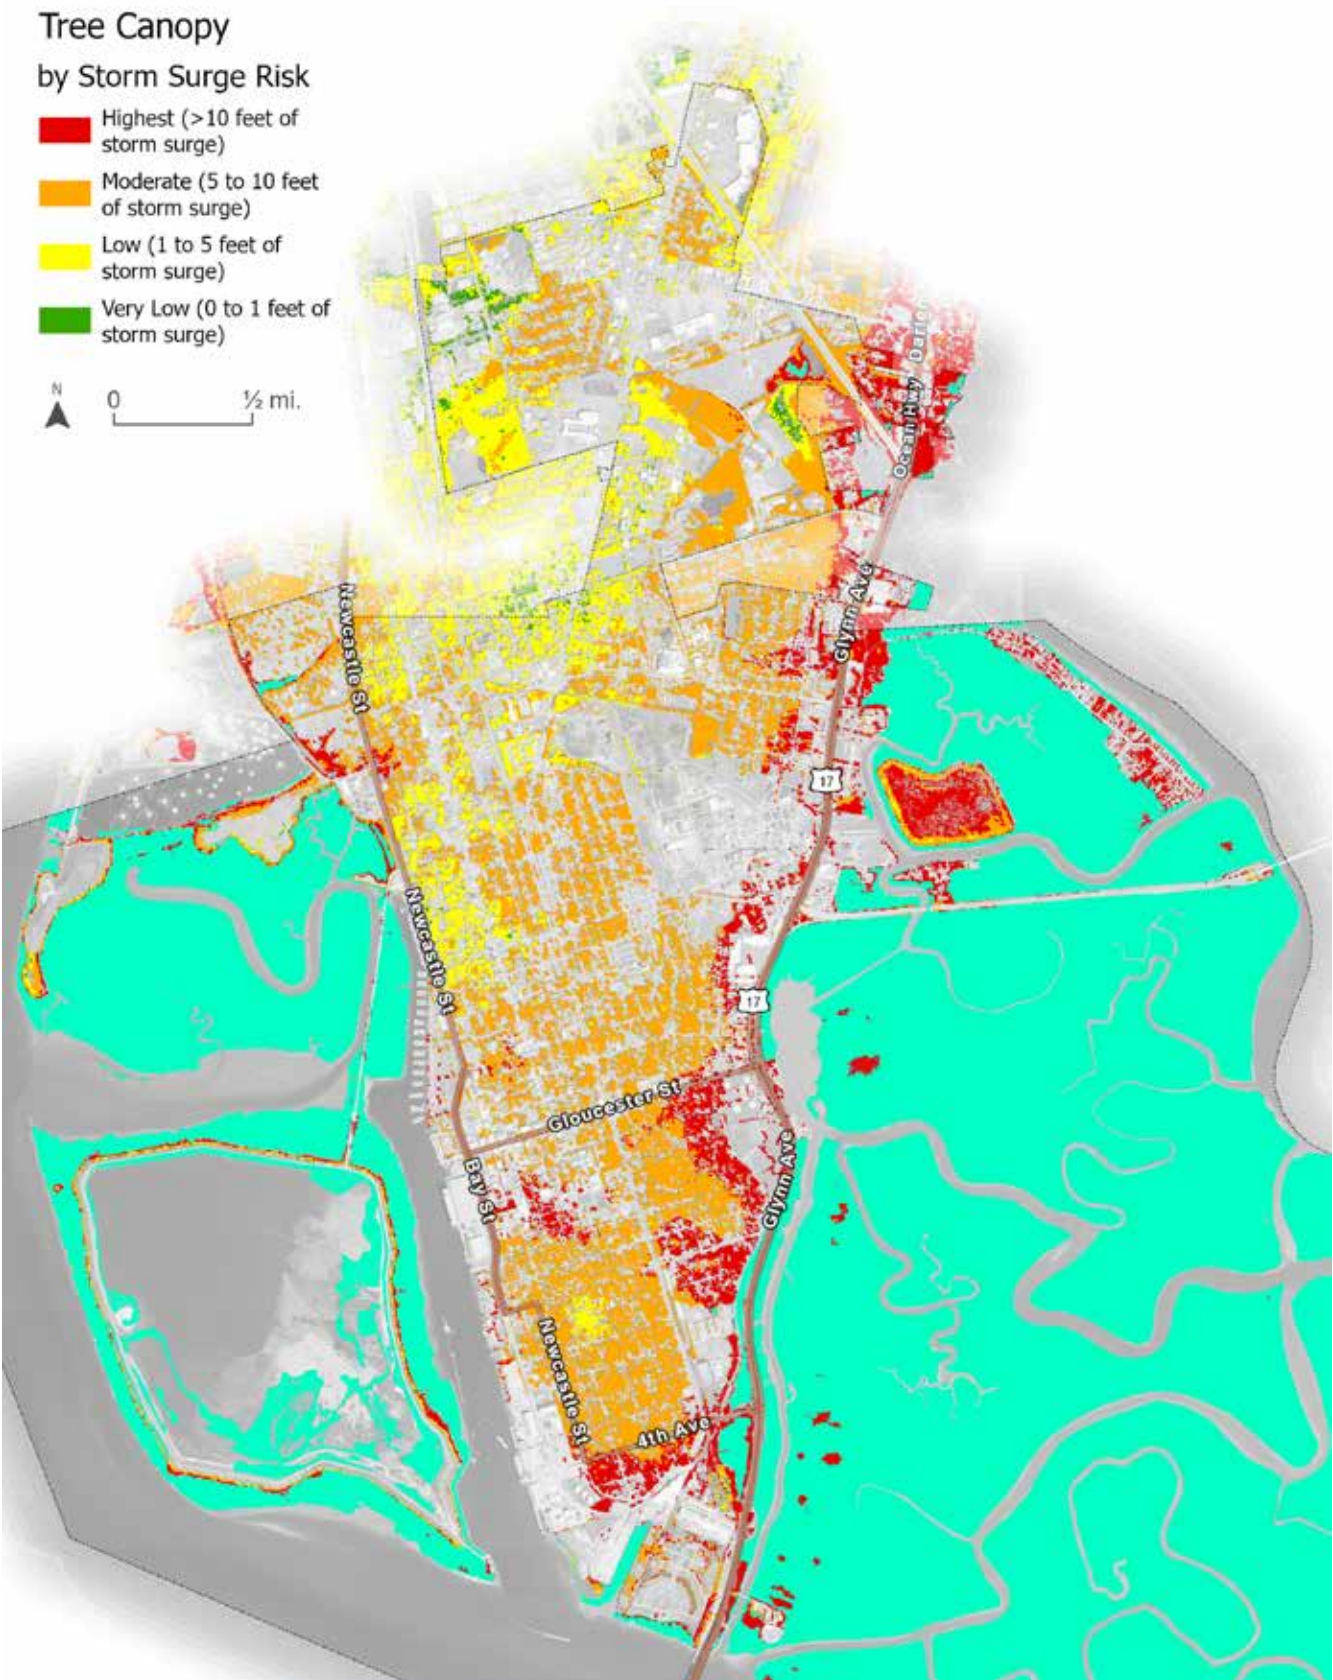 Tree Canopy
by Storm Surge Risk
Highest (>10 feet of
storm surge)
Moderate (5 to 10 feet
of storm surge)
Low (1 to 5 feet of
storm surge)
Very Low (0 to 1 feet of
storm surge)
N
0 ½ mi.
Ocean Hwy
Glynn Ave
Newcastle St
17
Newcastle St
17
Gloucester St
Glynn Ave
Bay St
Newcastle St
4th Ave